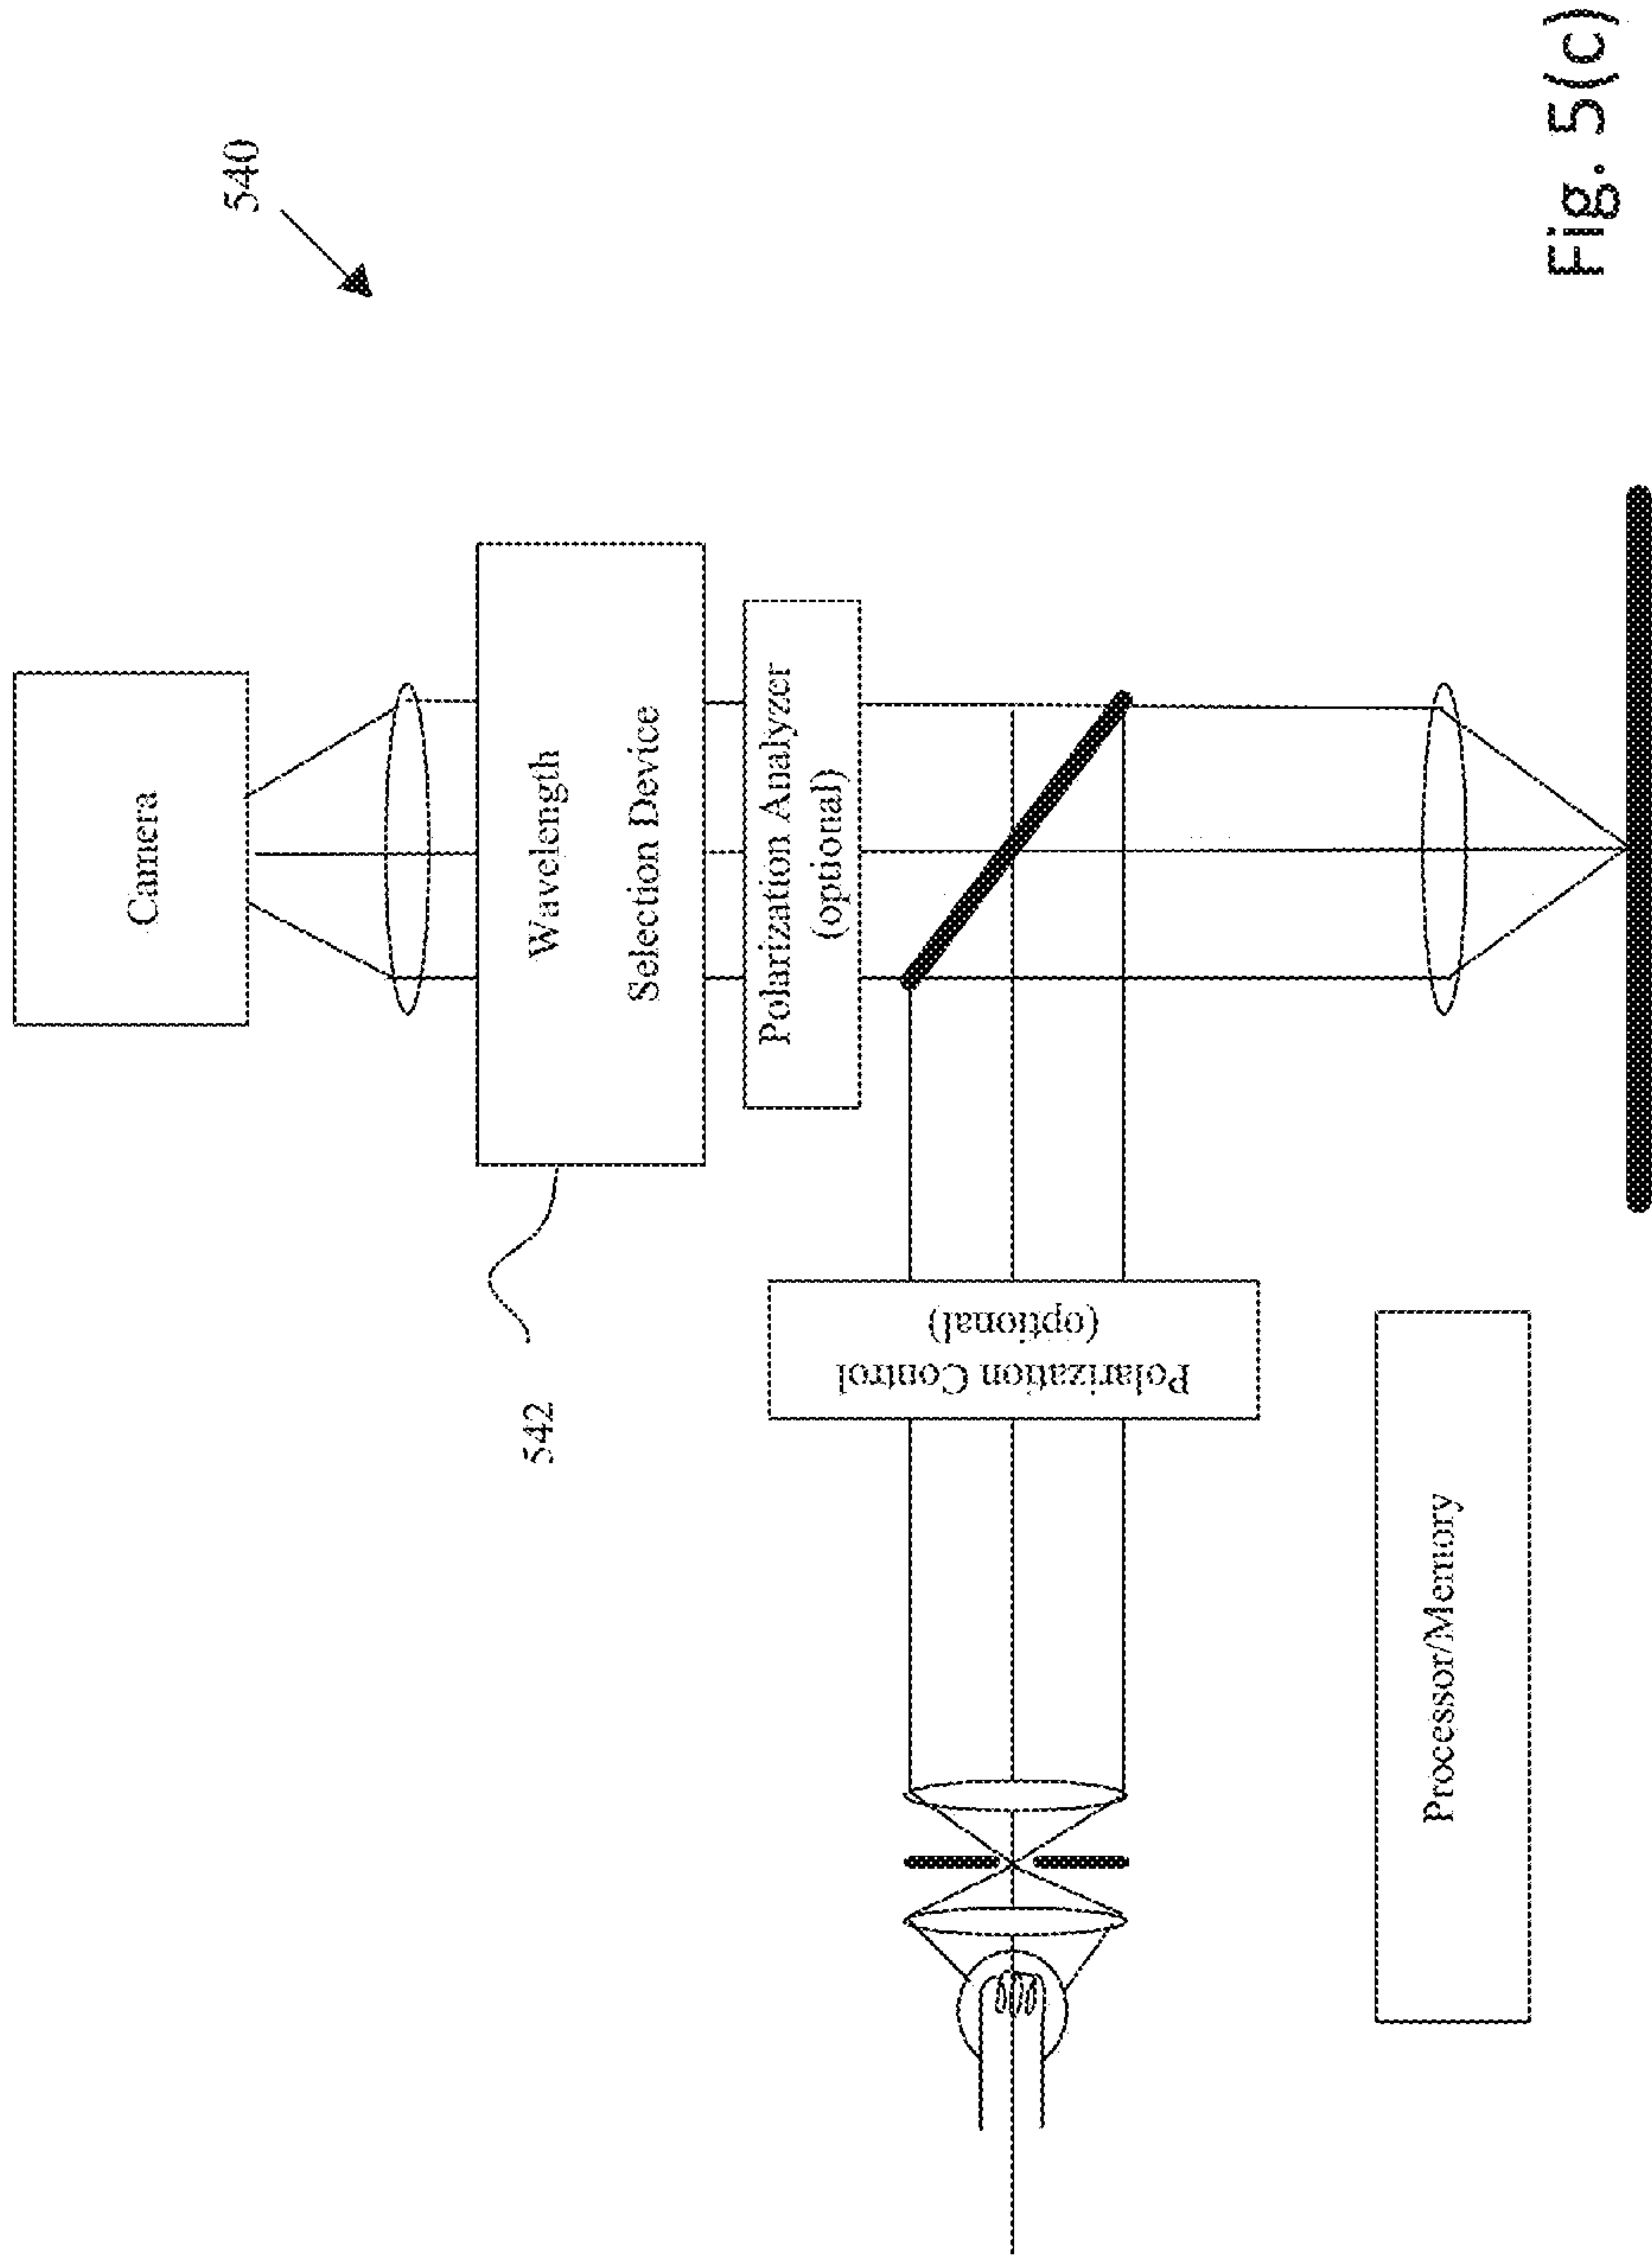 540
Camera
Wavelength
Selection Device
Polarization Analyzer
(optional)
542
Polarization Control
(optional)
Processor/Memory
Fig. 5(c)